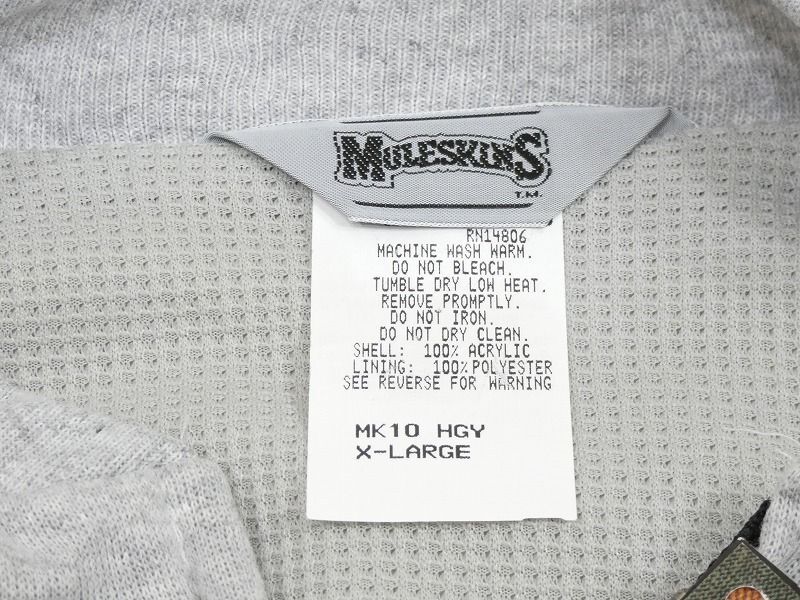 MOLESKINS
T.M.
RN14806
MACHINE WASH WARM.
DO NOT BLEACH.
TUMBLE DRY LOW HEAT.
REMOVE PROMPTLY.
DO NOT IRON.
DO NOT DRY CLEAN.
SHELL: 100% ACRYLIC
LINING: 100% POLYESTER
SEE REVERSE FOR WARNING
MK10 HGY
X-LARGE